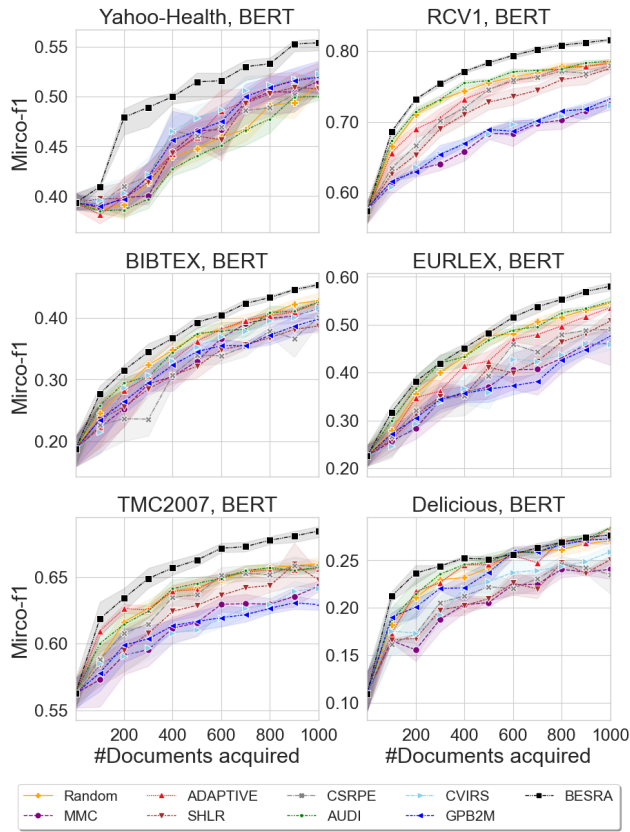 Yahoo-Health, BERT
RCV1, BERT
Mirco-f1
0.55
0.50
0.45
0.40
0.80
0.70
0.60
BIBTEX, BERT
EURLEX, BERT
Mirco-f1
0.40
0.30
0.20
0.60
0.50
0.40
0.30
0.20
TMC2007, BERT
Delicious, BERT
Mirco-f1
0.65
0.60
0.55
0.25
0.20
0.15
0.10
200 400 600 800 1000
200 400 600 800 1000
#Documents acquired
#Documents acquired
Random ADAPTIVE CSRPE CVIRS BESRA
MMC SHLR AUDI GPB2M